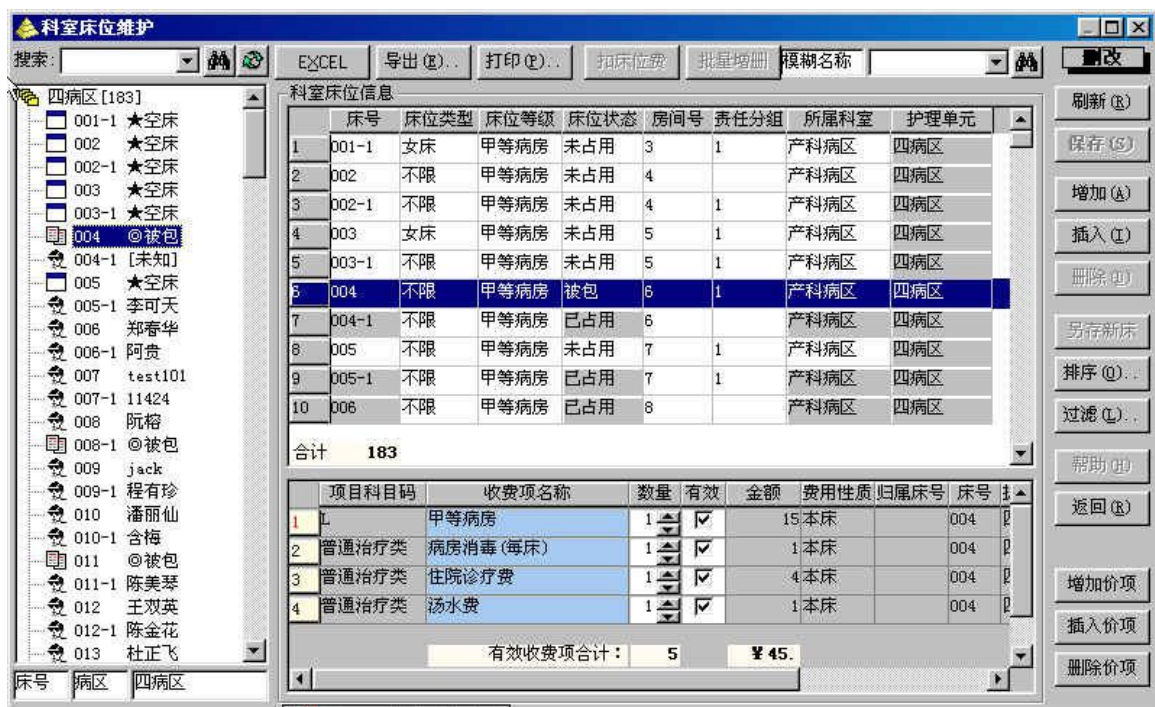 科室床位维护
搜索: EXCEL 导出(E).. 打印(P).. 扣床位费 批量增删 模糊名称 删改
四病区[183]
001-1 ★空床
002 ★空床
002-1 ★空床
003 ★空床
003-1 ★空床
004 ◎被包
004-1 [未知]
005 ★空床
005-1 李可天
006 郑春华
006-1 阿贵
007 test101
007-1 11424
008 阮榕
008-1 ◎被包
009 jack
009-1 程有珍
010 潘丽仙
010-1 含梅
011 ◎被包
011-1 陈美琴
012 王双英
012-1 陈金花
013 杜正飞
床号 病区 四病区
科室床位信息
床号 床位类型 床位等级 床位状态 房间号 责任分组 所属科室 护理单元
1 001-1 女床 甲等病房 未占用 3 1 产科病区 四病区
2 002 不限 甲等病房 未占用 4 产科病区 四病区
3 002-1 不限 甲等病房 未占用 4 1 产科病区 四病区
4 003 女床 甲等病房 未占用 5 1 产科病区 四病区
5 003-1 不限 甲等病房 未占用 5 1 产科病区 四病区
6 004 不限 甲等病房 被包 6 1 产科病区 四病区
7 004-1 不限 甲等病房 已占用 6 产科病区 四病区
8 005 不限 甲等病房 未占用 7 1 产科病区 四病区
9 005-1 不限 甲等病房 已占用 7 1 产科病区 四病区
10 006 不限 甲等病房 已占用 8 产科病区 四病区
合计 183
项目科目码 收费项名称 数量 有效 金额 费用性质 归属床号 床号
1 L 甲等病房 1 15 本床 004
2 普通治疗类 病房消毒(每床) 1 1 本床 004
3 普通治疗类 住院诊疗费 1 4 本床 004
4 普通治疗类 汤水费 1 1 本床 004
有效收费项合计: 5 ¥45.
刷新(R)
保存(S)
增加(A)
插入(I)
删除(D)
另存新床
排序(Q)..
过滤(L)..
帮助(H)
返回(R)
增加价项
插入价项
删除价项